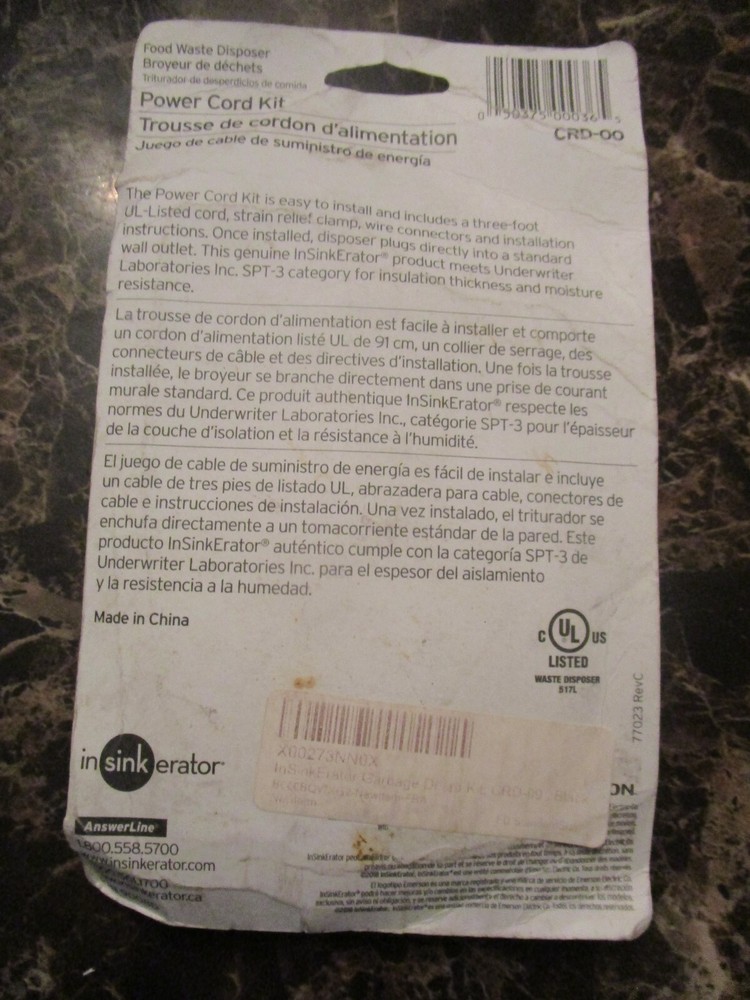 Food Waste Disposer
Broyeur de déchets
Triturador de desperdicios de comida
Power Cord Kit
Trousse de cordon d'alimentation
Juego de cable de suministro de energía
CRD-00
The Power Cord Kit is easy to install and includes a three-foot
UL-Listed cord, strain relief clamp, wire connectors and installation
instructions. Once installed, disposer plugs directly into a standard
wall outlet. This genuine InSinkErator® product meets Underwriter
Laboratories Inc. SPT-3 category for insulation thickness and moisture
resistance.
La trousse de cordon d'alimentation est facile à installer et comporte
un cordon d'alimentation listé UL de 91 cm, un collier de serrage, des
connecteurs de câble et des directives d'installation. Une fois la trousse
installée, le broyeur se branche directement dans une prise de courant
murale standard. Ce produit authentique InSinkErator® respecte les
normes du Underwriter Laboratories Inc., catégorie SPT-3 pour l'épaisseur
de la couche d'isolation et la résistance à l'humidité.
El juego de cable de suministro de energía es fácil de instalar e incluye
un cable de tres pies de listado UL, abrazadera para cable, conectores de
cable e instrucciones de instalación. Una vez instalado, el triturador se
enchufa directamente a un tomacorriente estándar de la pared. Este
producto InSinkErator® auténtico cumple con la categoría SPT-3 de
Underwriter Laboratories Inc. para el espesor del aislamiento
y la resistencia a la humedad.
Made in China
C UL US
LISTED
WASTE DISPOSER
517L
77023 RevC
X00273NN0X
in sink erator
AnswerLine
1.800.558.5700
www.insinkerator.com